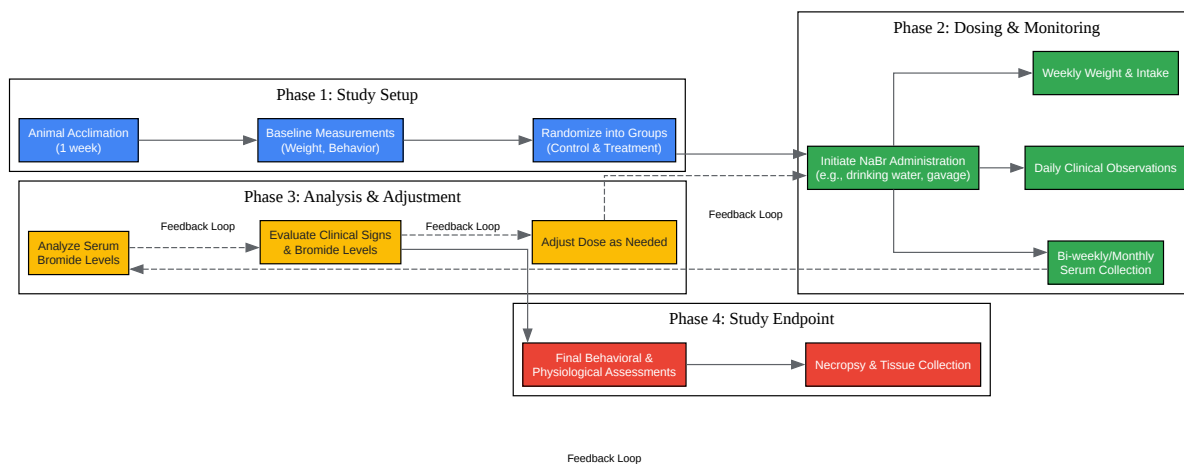 Phase 1: Study Setup
Animal Acclimation
(1 week)
Baseline Measurements
(Weight, Behavior)
Randomize into Groups
(Control & Treatment)
Phase 2: Dosing & Monitoring
Initiate NaBr Administration
(e.g., drinking water, gavage)
Weekly Weight & Intake
Daily Clinical Observations
Bi-weekly/Monthly
Serum Collection
Phase 3: Analysis & Adjustment
Analyze Serum
Bromide Levels
Feedback Loop
Evaluate Clinical Signs
& Bromide Levels
Feedback Loop
Adjust Dose as Needed
Feedback Loop
Phase 4: Study Endpoint
Final Behavioral &
Physiological Assessments
Necropsy & Tissue Collection
Feedback Loop